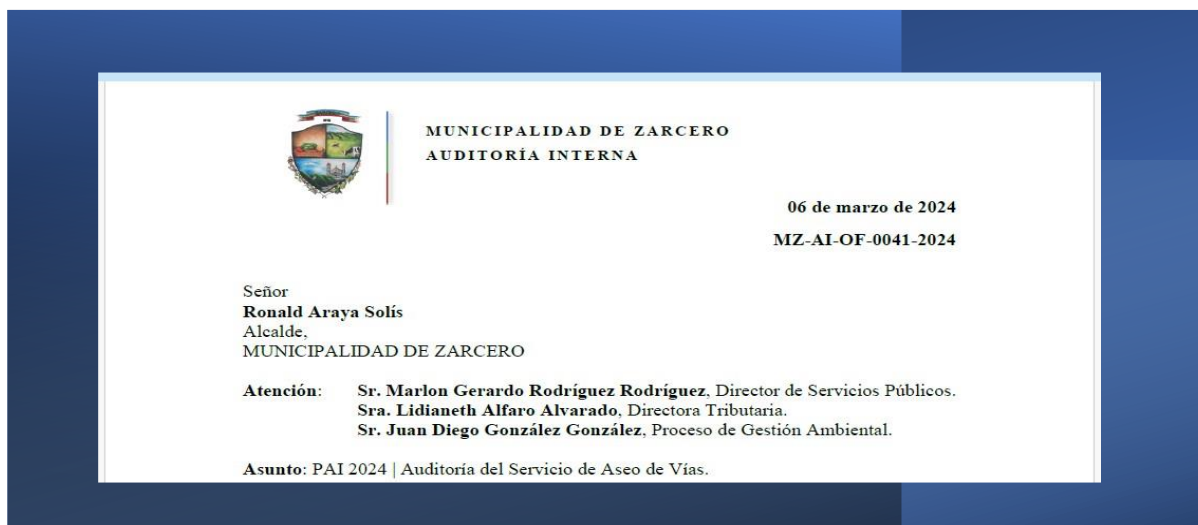 MUNICIPALIDAD DE ZARCERO
AUDITORÍA INTERNA
06 de marzo de 2024
MZ-AI-OF-0041-2024
Señor
Ronald Araya Solís
Alcalde,
MUNICIPALIDAD DE ZARCERO
Atención: Sr. Marlon Gerardo Rodríguez Rodríguez, Director de Servicios Públicos.
Sra. Lidianeth Alfaro Alvarado, Directora Tributaria.
Sr. Juan Diego González González, Proceso de Gestión Ambiental.
Asunto: PAI 2024 | Auditoría del Servicio de Aseo de Vías.